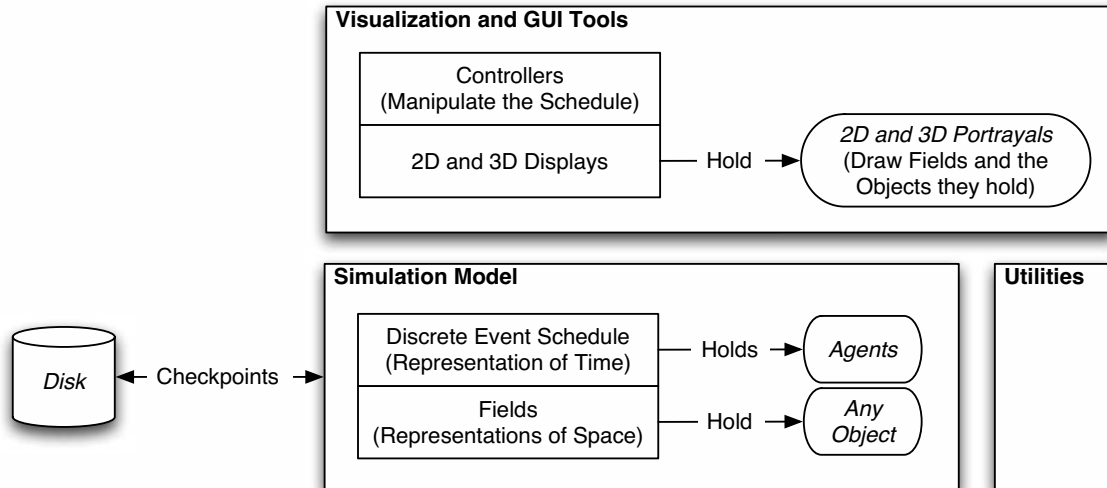 Visualization and GUI Tools
Controllers
(Manipulate the Schedule)
2D and 3D Displays
Hold
2D and 3D Portrayals
(Draw Fields and the
Objects they hold)
Simulation Model
Utilities
Discrete Event Schedule
(Representation of Time)
Holds
Agents
Disk
Checkpoints
Fields
(Representations of Space)
Hold
Any
Object